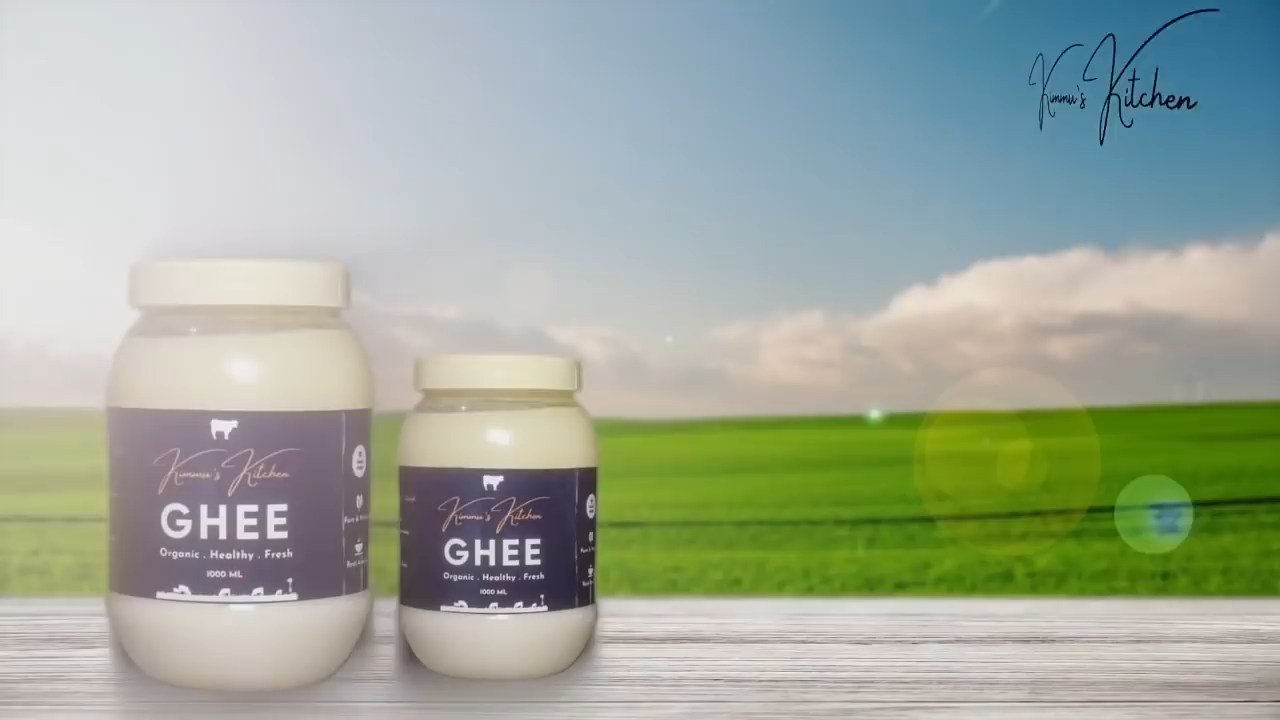 Kimmu's Kitchen
Kimmu's Kitchen
GHEE
Organic . Healthy . Fresh
1000 ML
Kimmu's Kitchen
GHEE
Organic . Healthy . Fresh
1000 ML